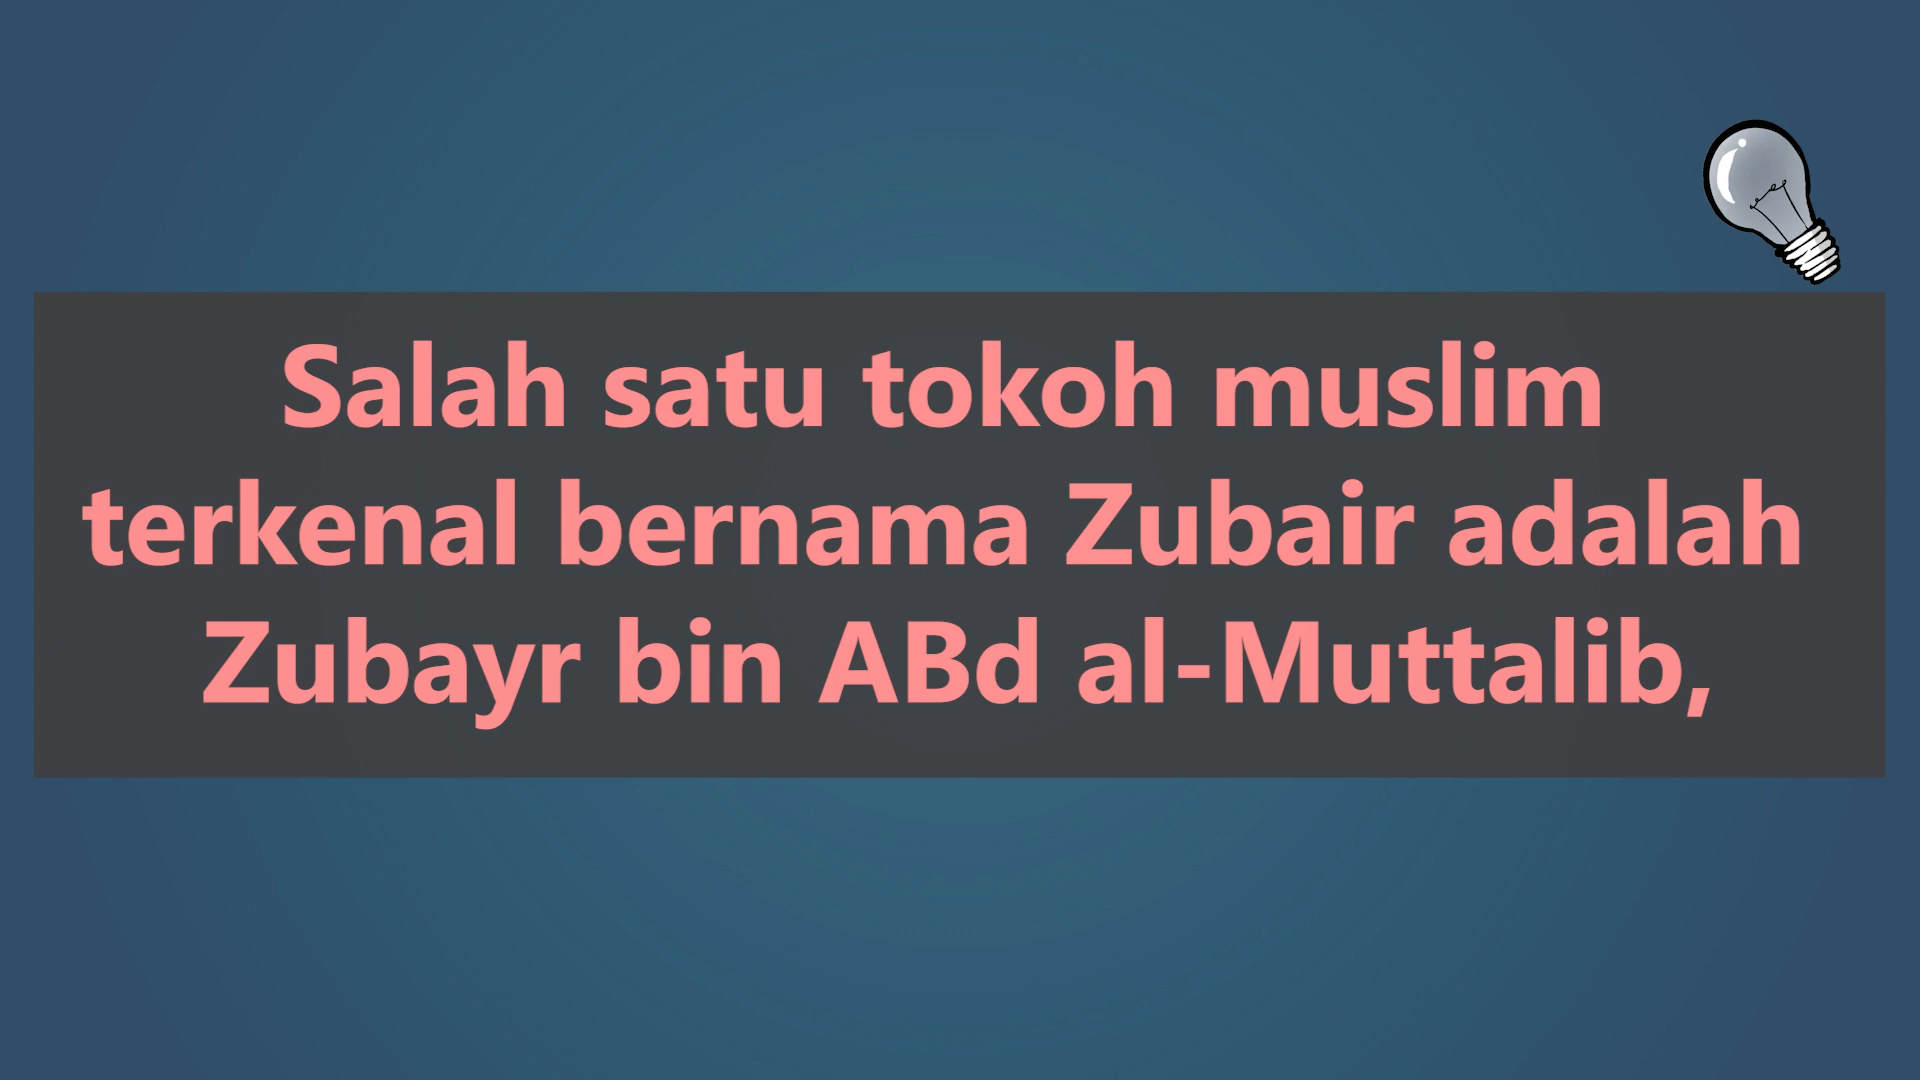 Salah satu tokoh muslim
terkenal bernama Zubair adalah
Zubayr bin ABd al-Muttalib,